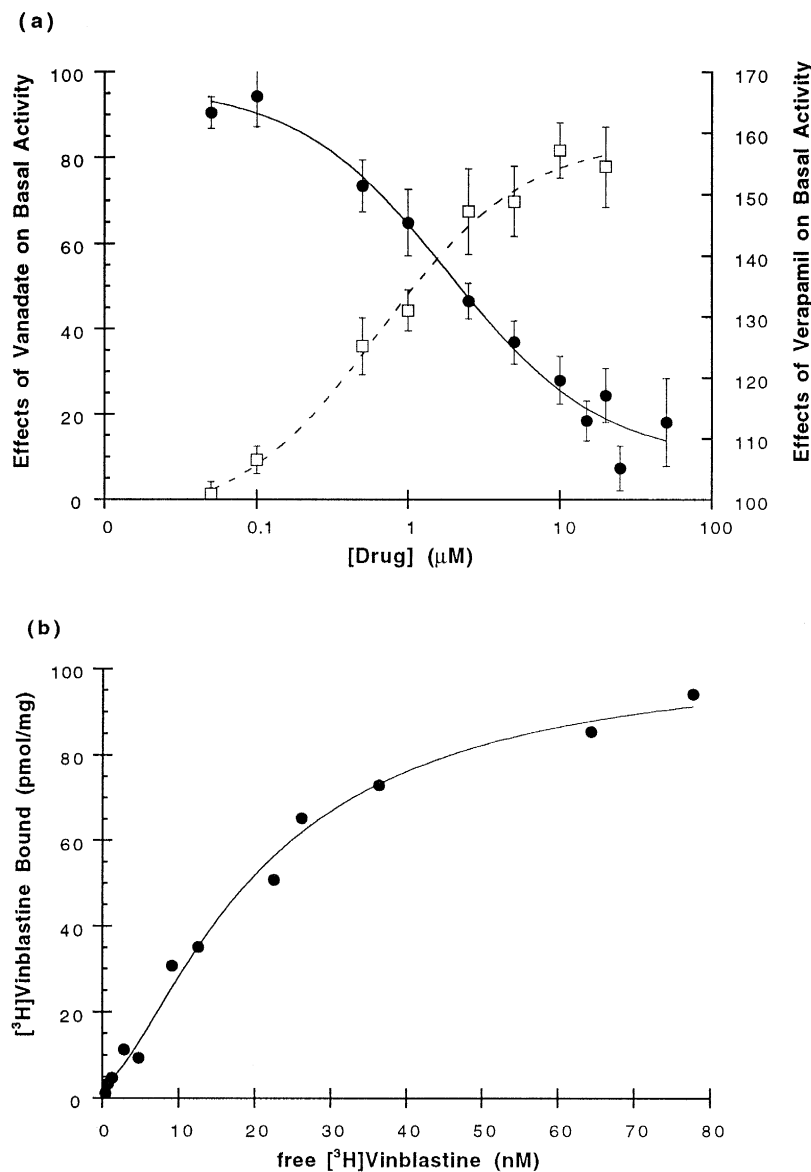 (a)
Effects of Vanadate on Basal Activity
100
80
60
40
20
0
170
160
150
140
130
120
110
100
Effects of Verapamil on Basal Activity
0 0.1 1 10 100
[Drug] (μM)
(b)
[³H]Vinblastine Bound (pmol/mg)
100
80
60
40
20
0
0 10 20 30 40 50 60 70 80
free [³H]Vinblastine (nM)